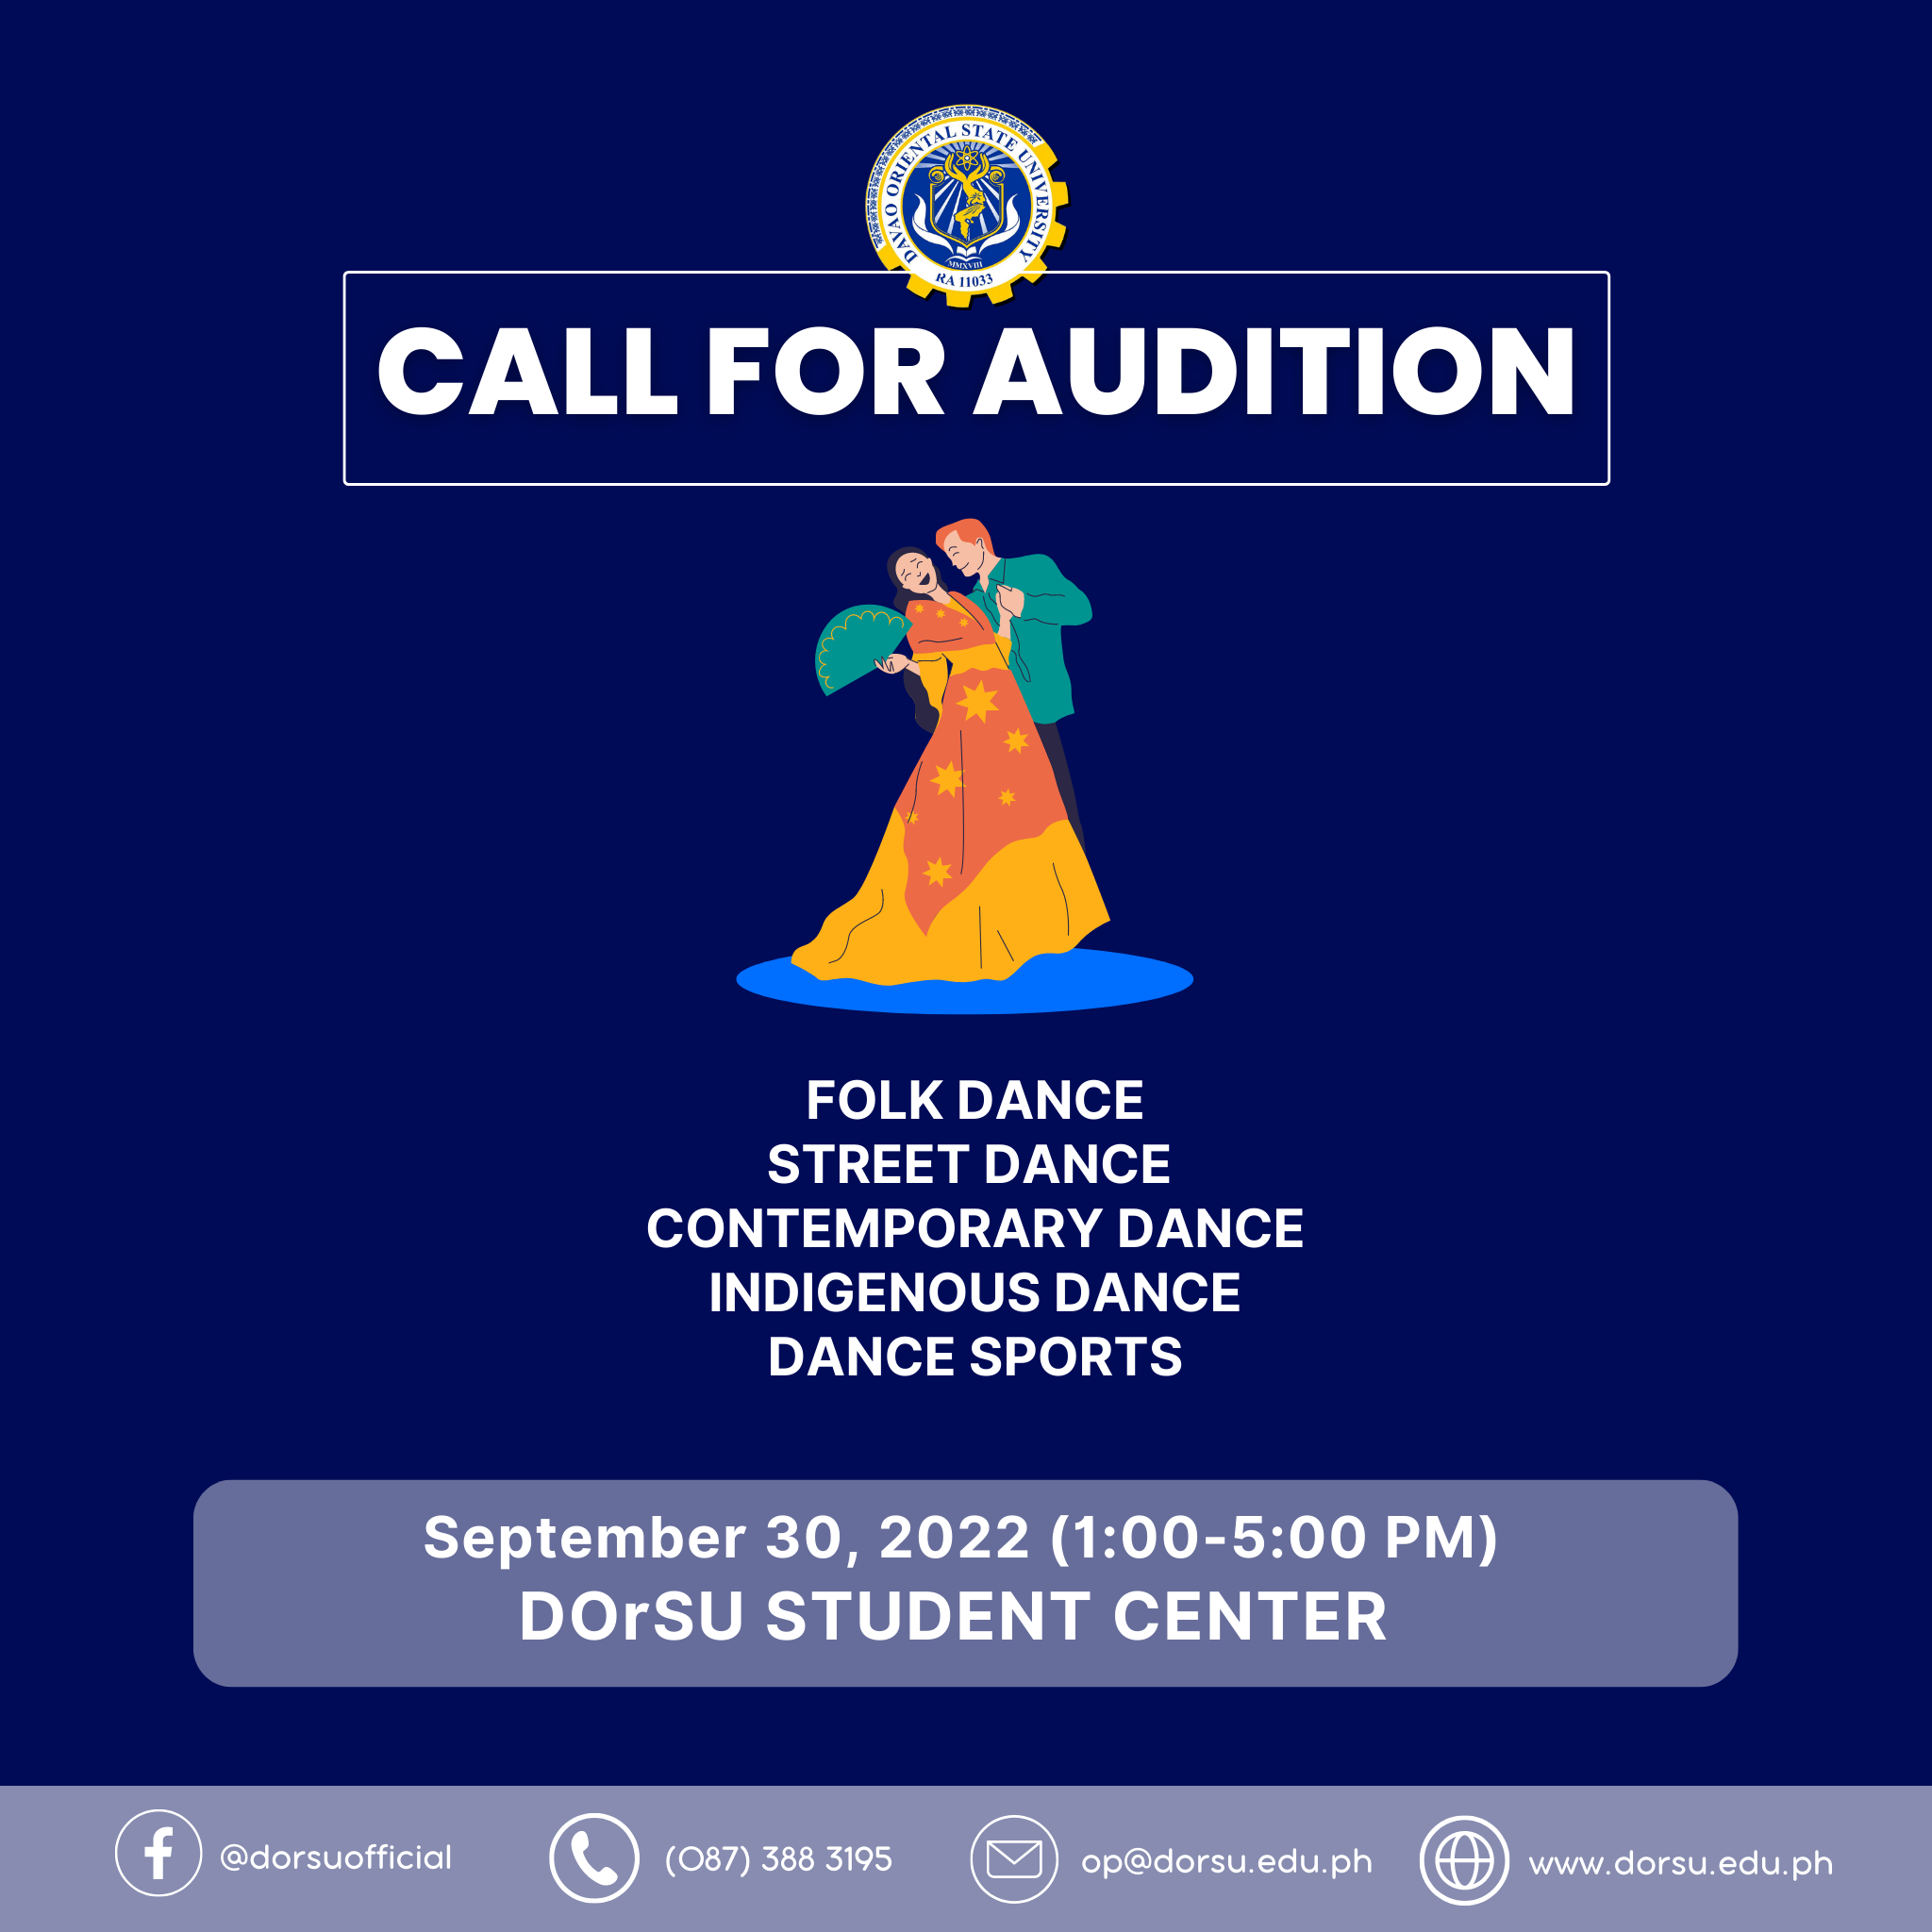 DAVAO ORIENTAL STATE UNIVERSITY
MMXVIII
RA 11033
CALL FOR AUDITION
FOLK DANCE
STREET DANCE
CONTEMPORARY DANCE
INDIGENOUS DANCE
DANCE SPORTS
September 30, 2022 (1:00-5:00 PM)
DOrSU STUDENT CENTER
@dorsuofficial
(087) 388 3195
op@dorsu.edu.ph
www.dorsu.edu.ph